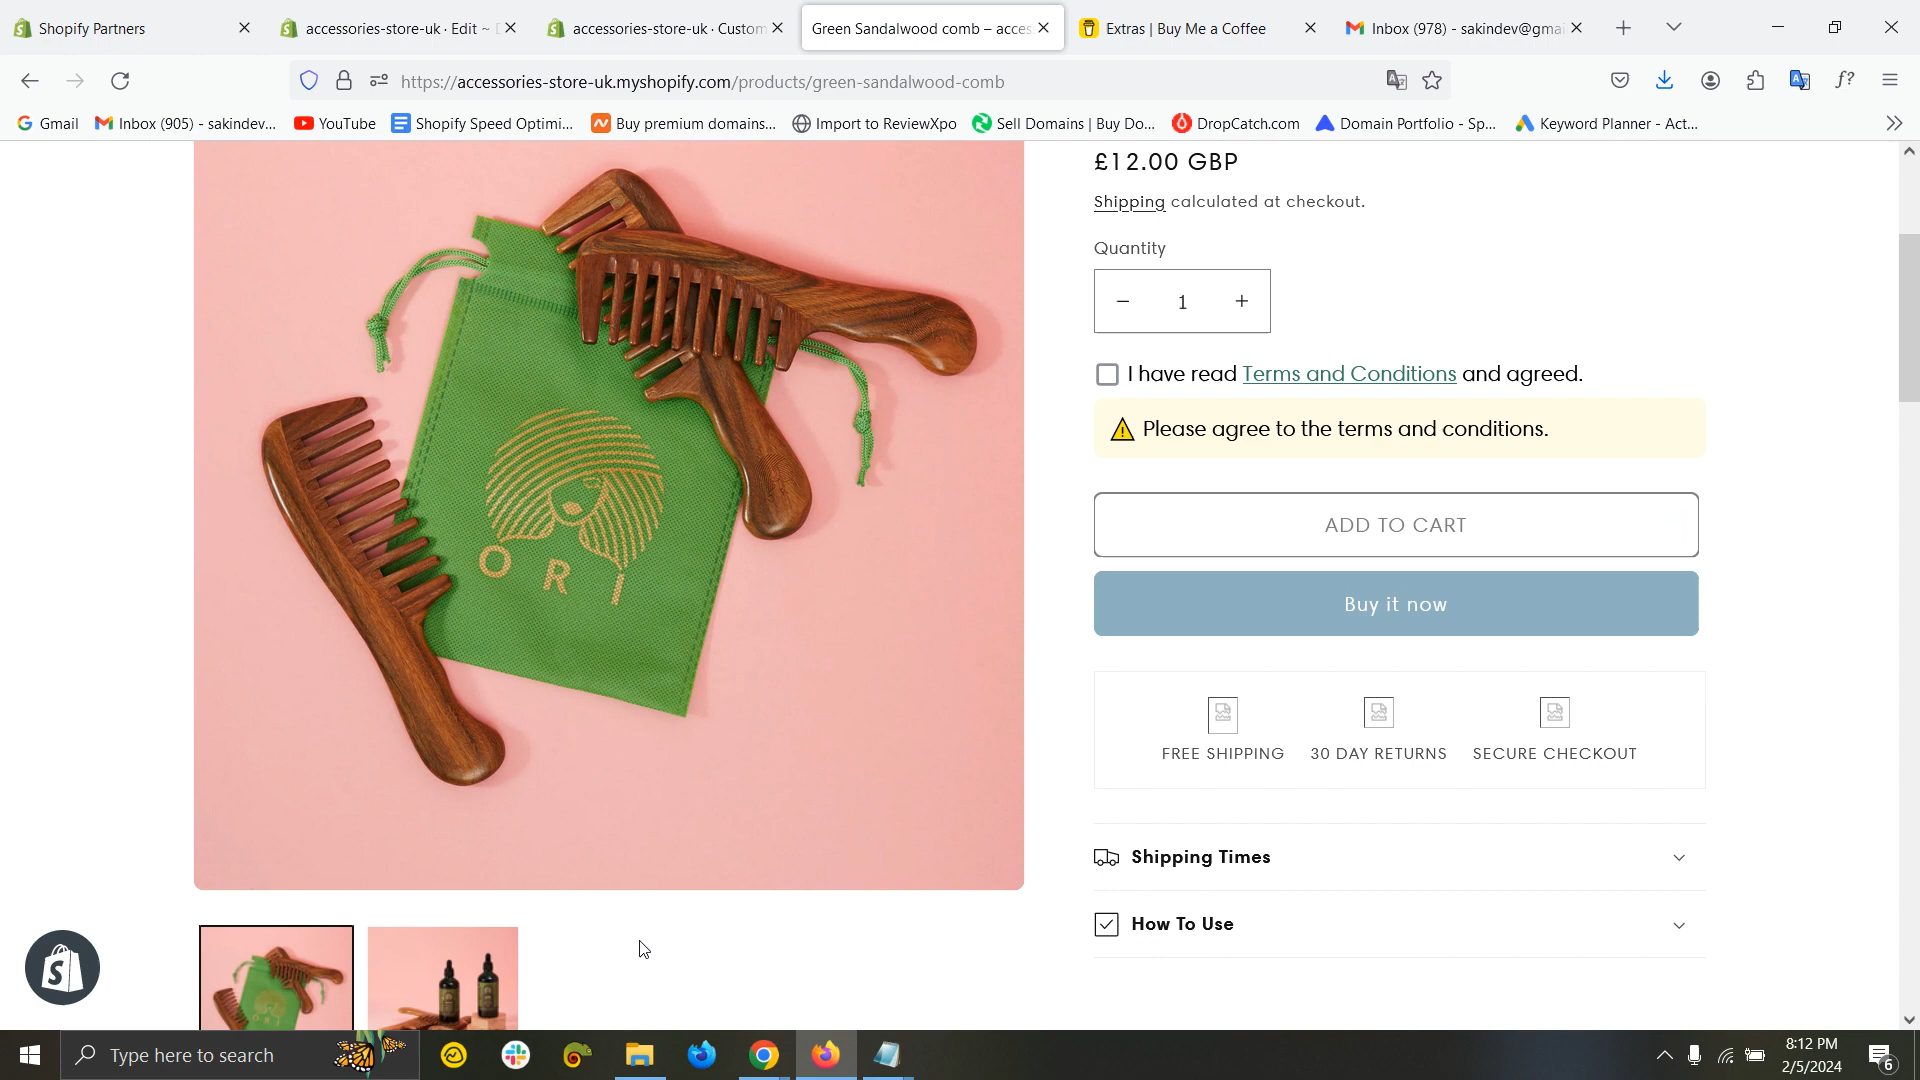 Shopify Partners
accessories-store-uk · Edit ~
accessories-store-uk · Custom
Green Sandalwood comb – acces
Extras | Buy Me a Coffee
Inbox (978) - sakindev@gmai
https://accessories-store-uk.myshopify.com/products/green-sandalwood-comb
Gmail
Inbox (905) - sakindev...
YouTube
Shopify Speed Optimi...
Buy premium domains...
Import to ReviewXpo
Sell Domains | Buy Do...
DropCatch.com
Domain Portfolio - Sp...
Keyword Planner - Act...
£12.00 GBP
Shipping calculated at checkout.
Quantity
− 1 +
I have read Terms and Conditions and agreed.
Please agree to the terms and conditions.
ADD TO CART
Buy it now
FREE SHIPPING
30 DAY RETURNS
SECURE CHECKOUT
Shipping Times
How To Use
ORI
Type here to search
8:12 PM
2/5/2024
6